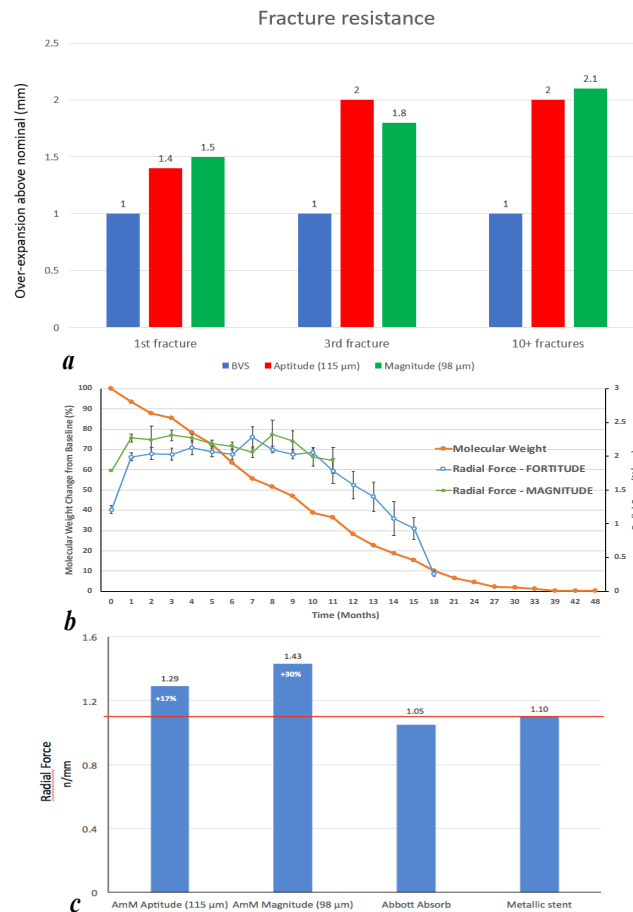 Fracture resistance
Over-expansion above nominal (mm)
2.5
2
1.5
1
0.5
0
1
1.4
1.5
1
2
1.8
1
2
2.1
1st fracture
3rd fracture
10+ fractures
BVS
Aptitude (115 µm)
Magnitude (98 µm)
a
Molecular Weight Change from Baseline (%)
100
90
80
70
60
50
40
30
20
10
0
3
2.5
2
1.5
1
0.5
0
Molecular Weight
Radial Force - FORTITUDE
Radial Force - MAGNITUDE
0 1 2 3 4 5 6 7 8 9 10 11 12 13 14 15 18 21 24 27 30 33 39 42 48
Time (Months)
b
Radial Force
n/mm
1.6
1.2
0.8
0.4
0
1.29
+17%
1.43
+30%
1.05
1.10
AmM Aptitude (115 µm)
AmM Magnitude (98 µm)
Abbott Absorb
Metallic stent
c